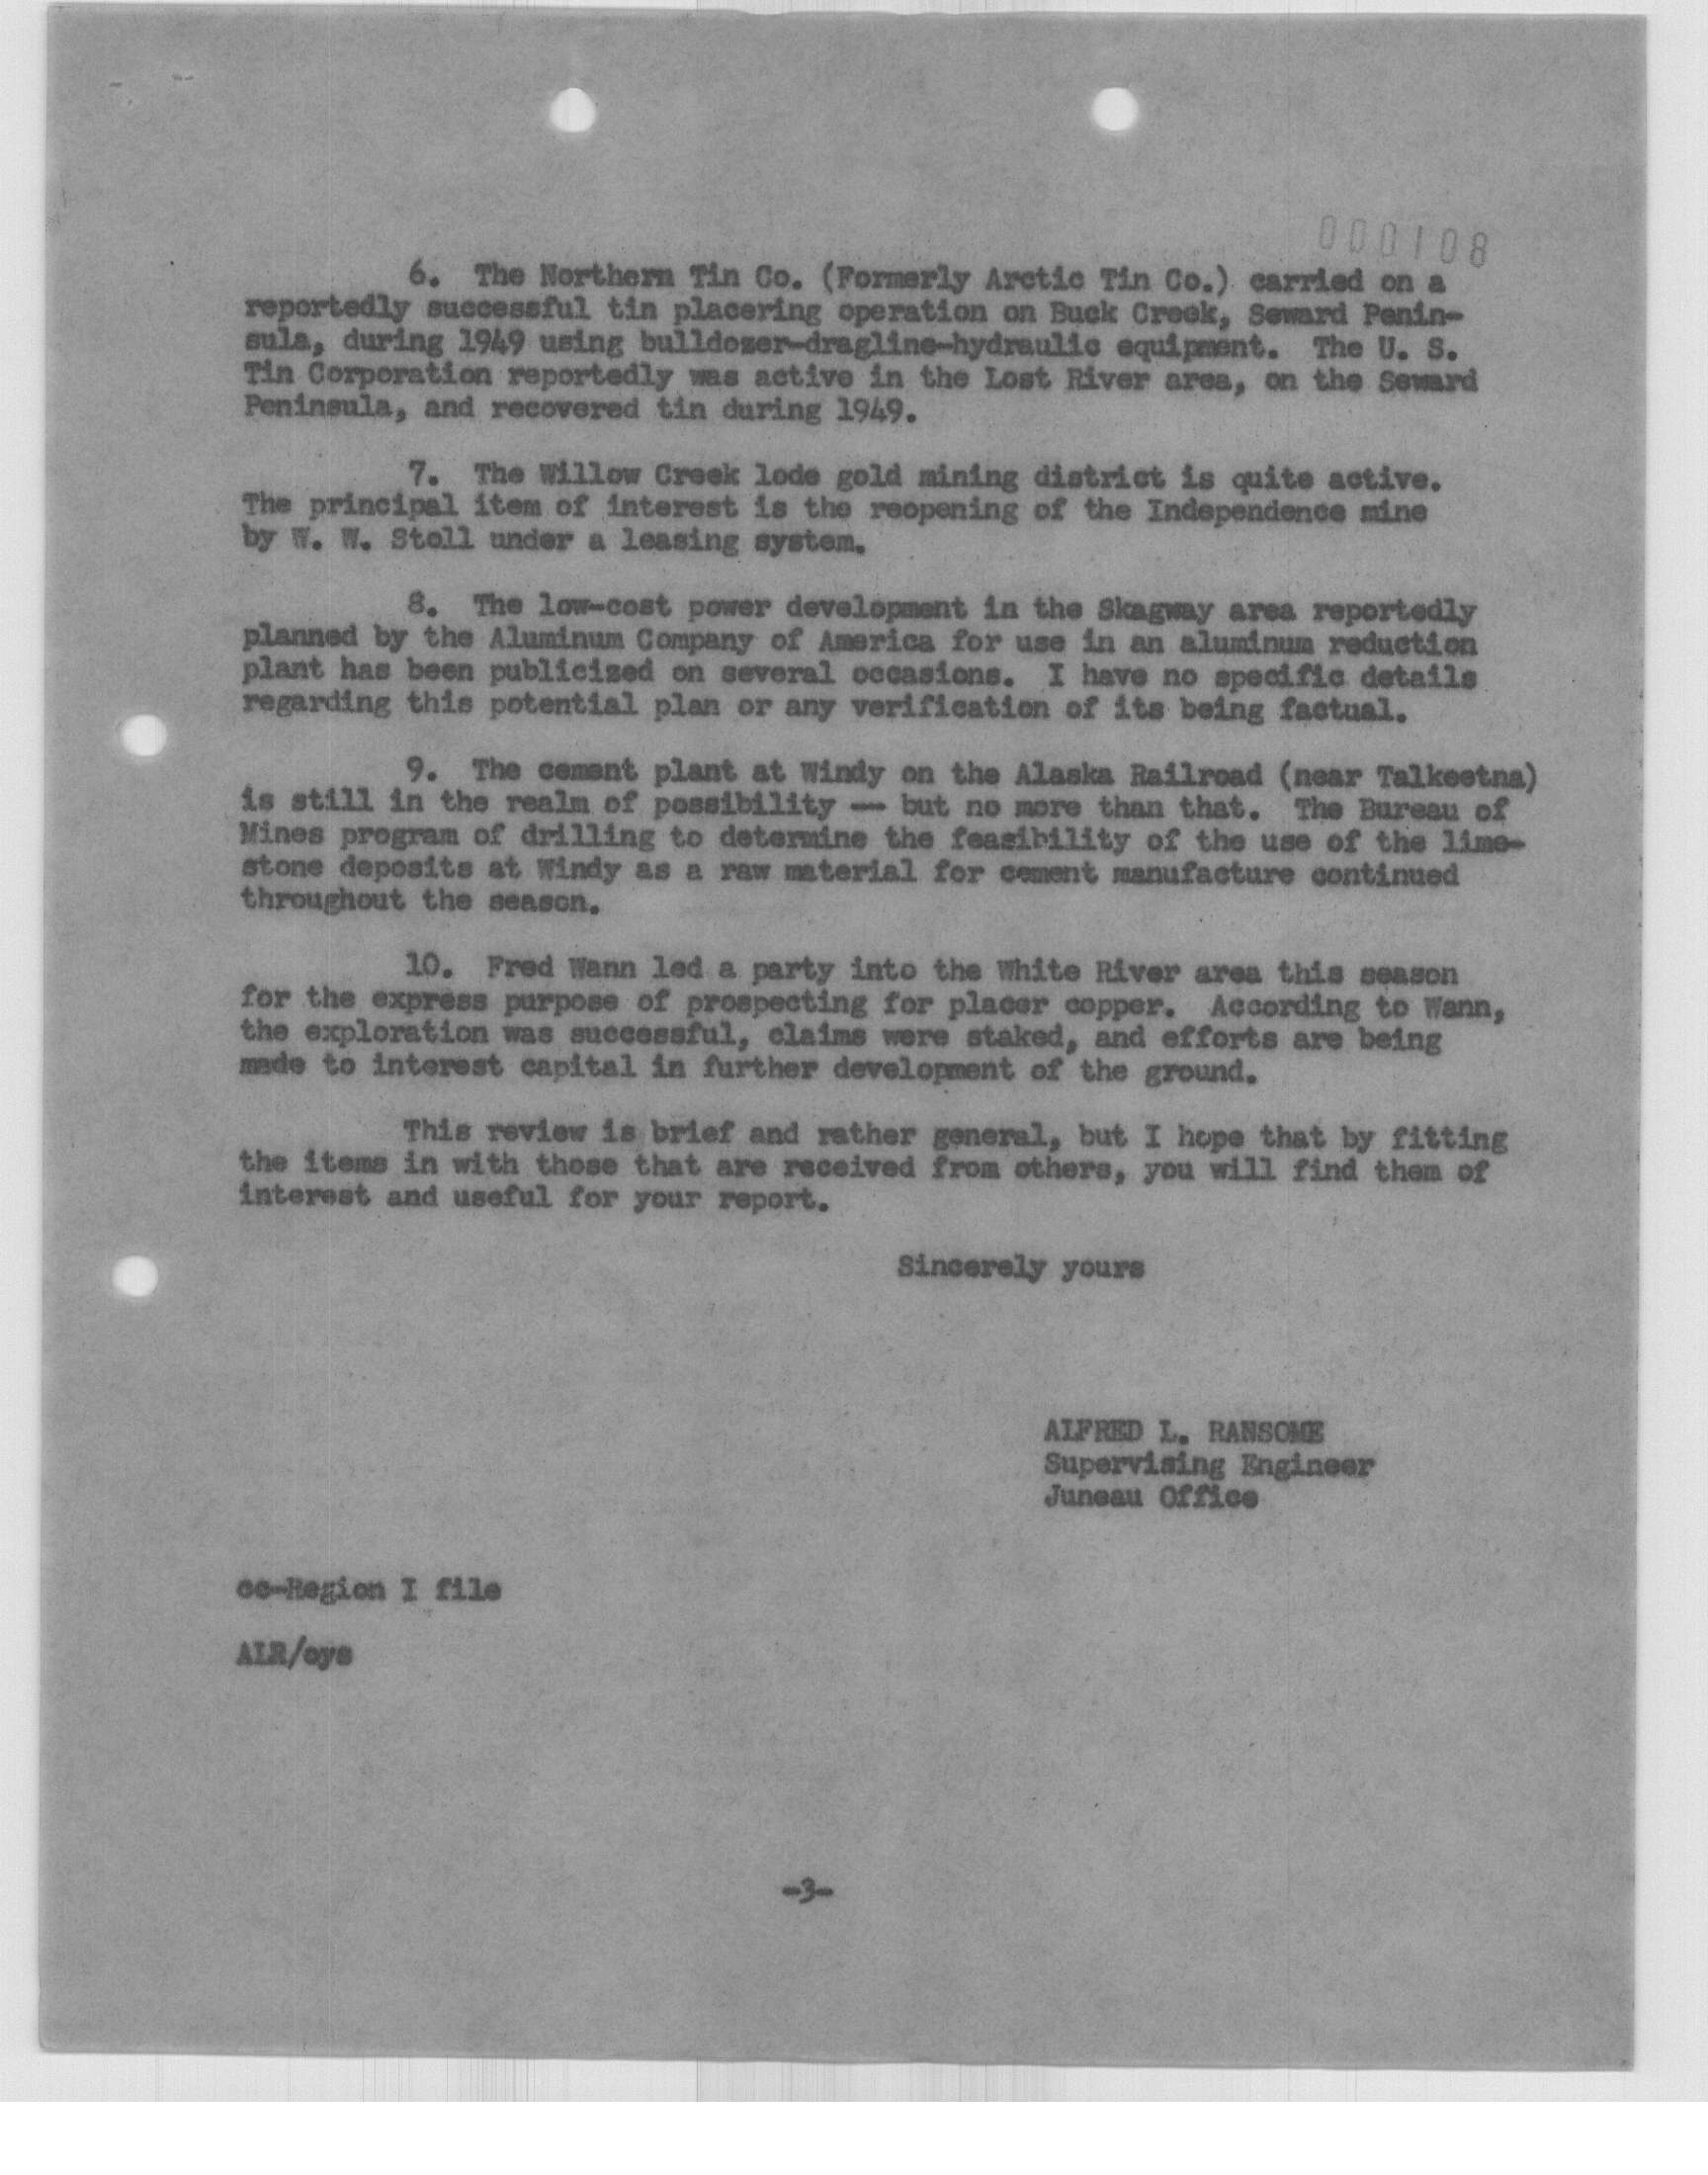 000108
6. The Northern Tin Co. (Formerly Arctic Tin Co.) carried on a
reportedly successful tin placering operation on Buck Creek, Seward Penin-
sula, during 1949 using bulldozer-dragline-hydraulic equipment. The U. S.
Tin Corporation reportedly was active in the Lost River area, on the Seward
Peninsula, and recovered tin during 1949.
7. The Willow Creek lode gold mining district is quite active.
The principal item of interest is the reopening of the Independence mine
by W. W. Stoll under a leasing system.
8. The low-cost power development in the Skagway area reportedly
planned by the Aluminum Company of America for use in an aluminum reduction
plant has been publicized on several occasions. I have no specific details
regarding this potential plan or any verification of its being factual.
9. The cement plant at Windy on the Alaska Railroad (near Talkeetna)
is still in the realm of possibility -- but no more than that. The Bureau of
Mines program of drilling to determine the feasibility of the use of the lime-
stone deposits at Windy as a raw material for cement manufacture continued
throughout the season.
10. Fred Wann led a party into the White River area this season
for the express purpose of prospecting for placer copper. According to Wann,
the exploration was successful, claims were staked, and efforts are being
made to interest capital in further development of the ground.
This review is brief and rather general, but I hope that by fitting
the items in with those that are received from others, you will find them of
interest and useful for your report.
Sincerely yours
ALFRED L. RANSOME
Supervising Engineer
Juneau Office
cc-Region I file
ALR/cys
-3-